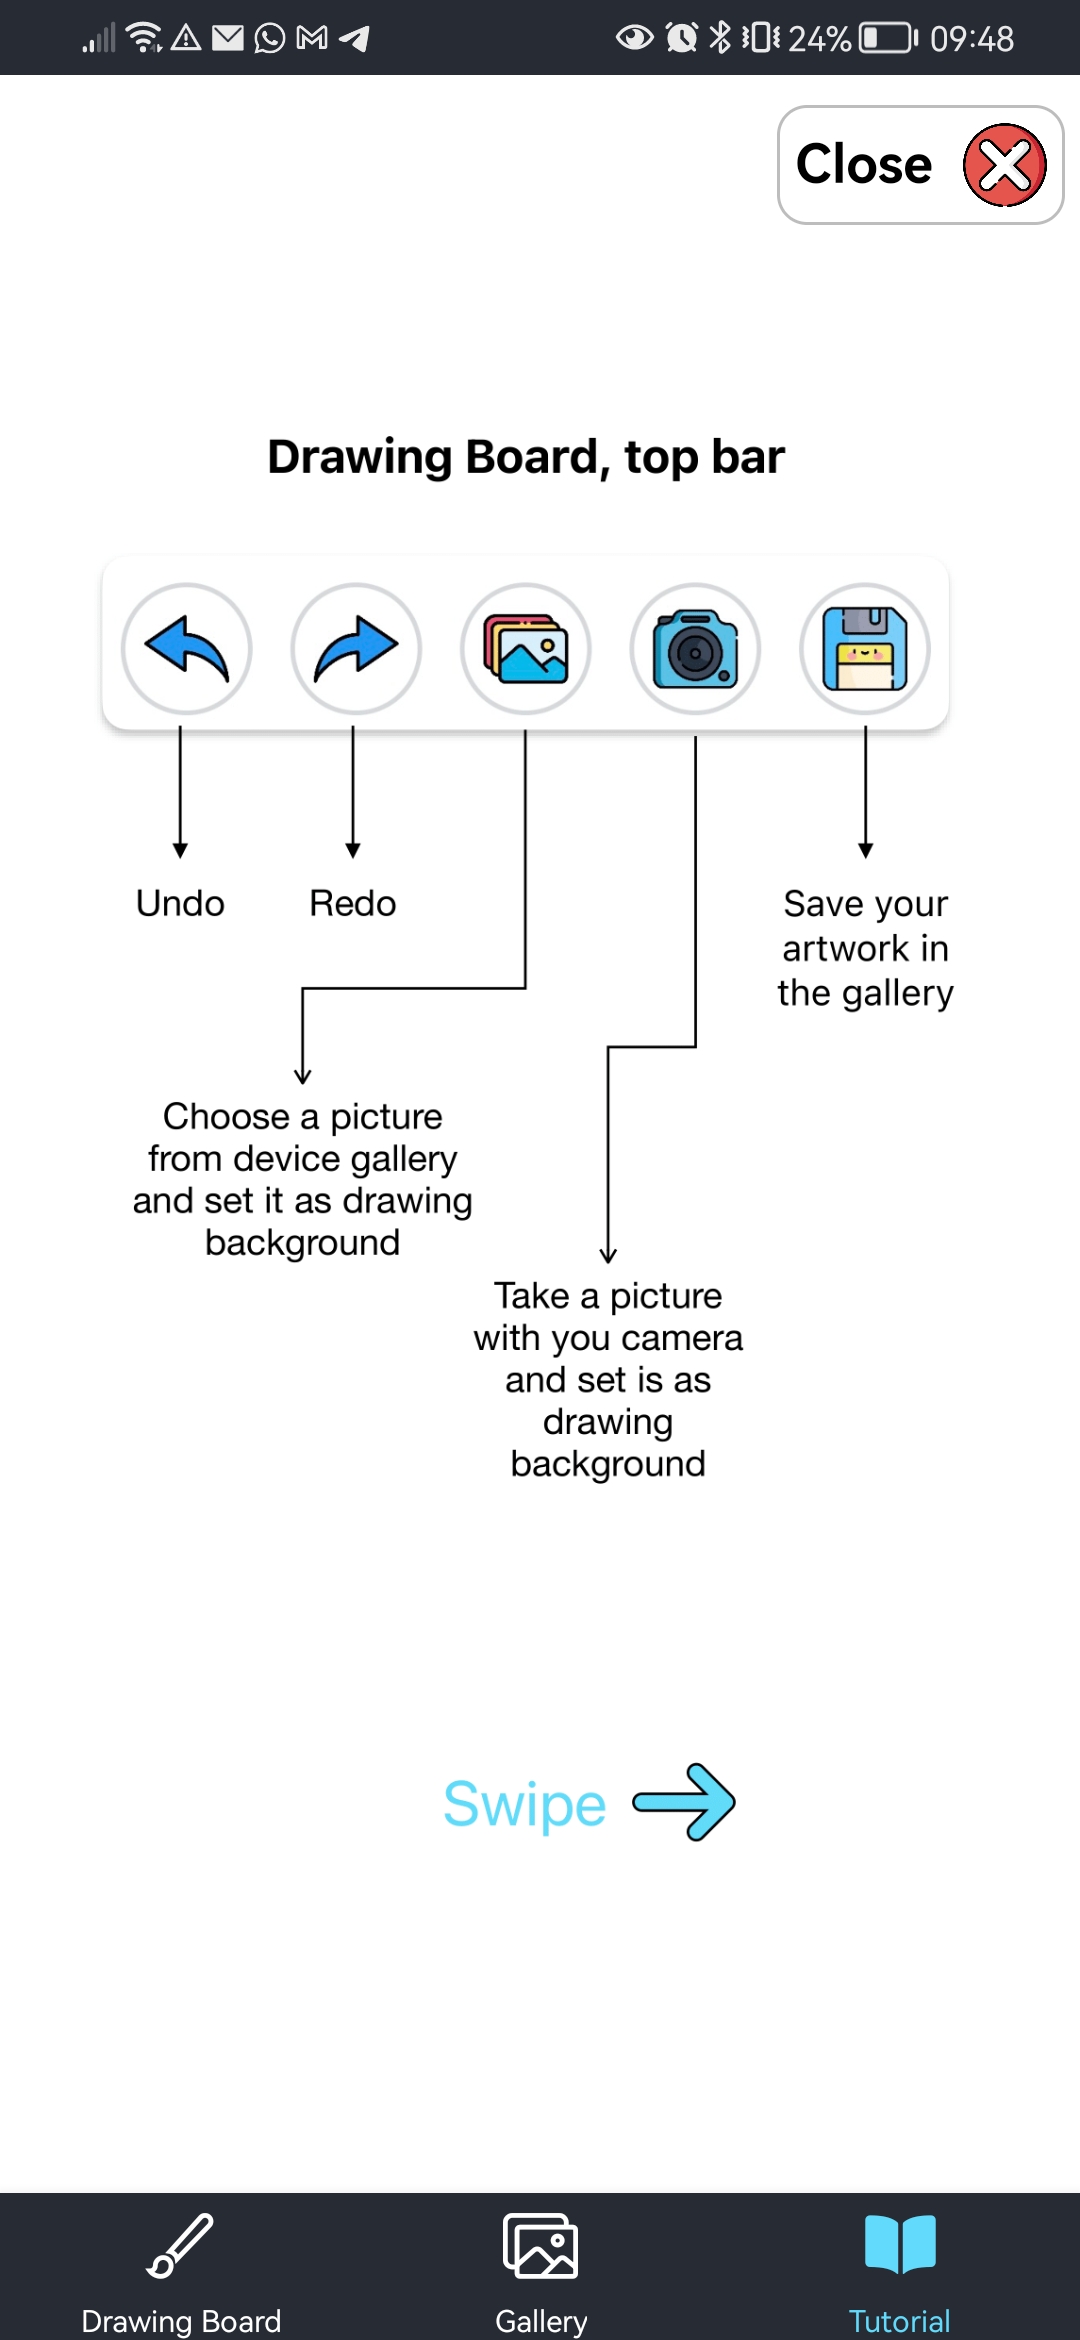 24% 09:48
Close
Drawing Board, top bar
Undo
Redo
Save your
artwork in
the gallery
Choose a picture
from device gallery
and set it as drawing
background
Take a picture
with you camera
and set is as
drawing
background
Swipe
Drawing Board
Gallery
Tutorial